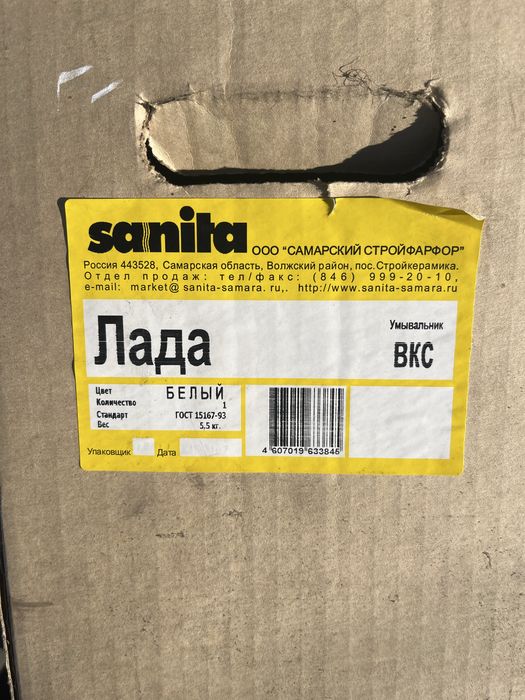 sanita ООО "САМАРСКИЙ СТРОЙФАРФОР"
Россия 443528, Самарская область, Волжский район, пос.Стройкерамика.
Отдел продаж: тел/факс: (846) 999-20-10,
e-mail: market@ sanita-samara. ru,. http://www.sanita-samara.ru
Лада
Умывальник
ВКС
Цвет БЕЛЫЙ
Количество 1
Стандарт ГОСТ 15167-93
Вес 5,5 кг.
Упаковщик Дата
4 607019 633845